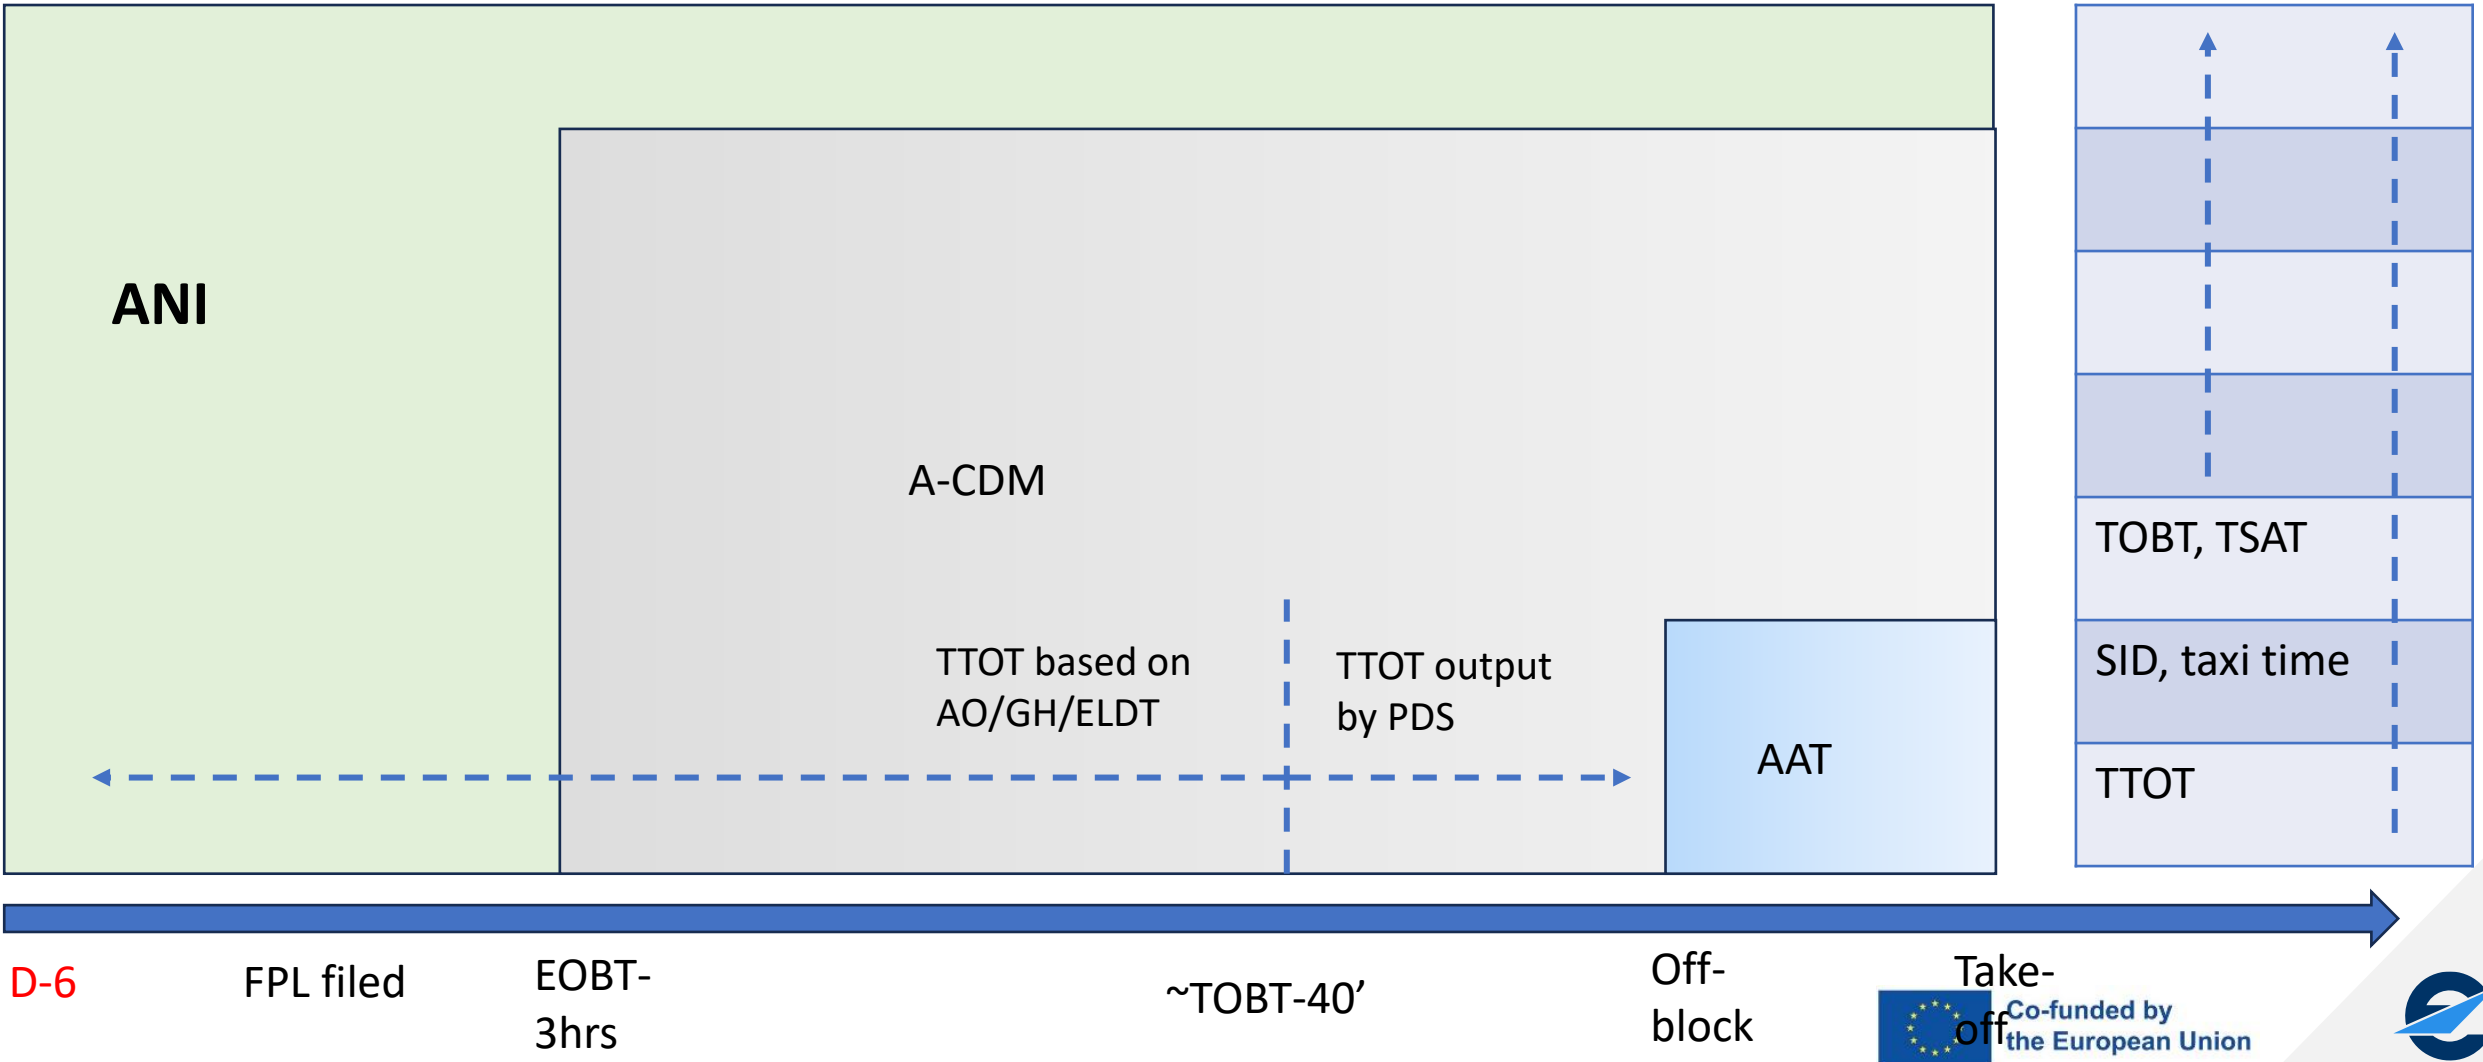 ANI
A-CDM
TTOT based on
AO/GH/ELDT
TTOT output
by PDS
AAT
TOBT, TSAT
SID, taxi time
TTOT
D-6
FPL filed
EOBT-
3hrs
~TOBT-40’
Off-
block
Take-
off
Co-funded by
the European Union